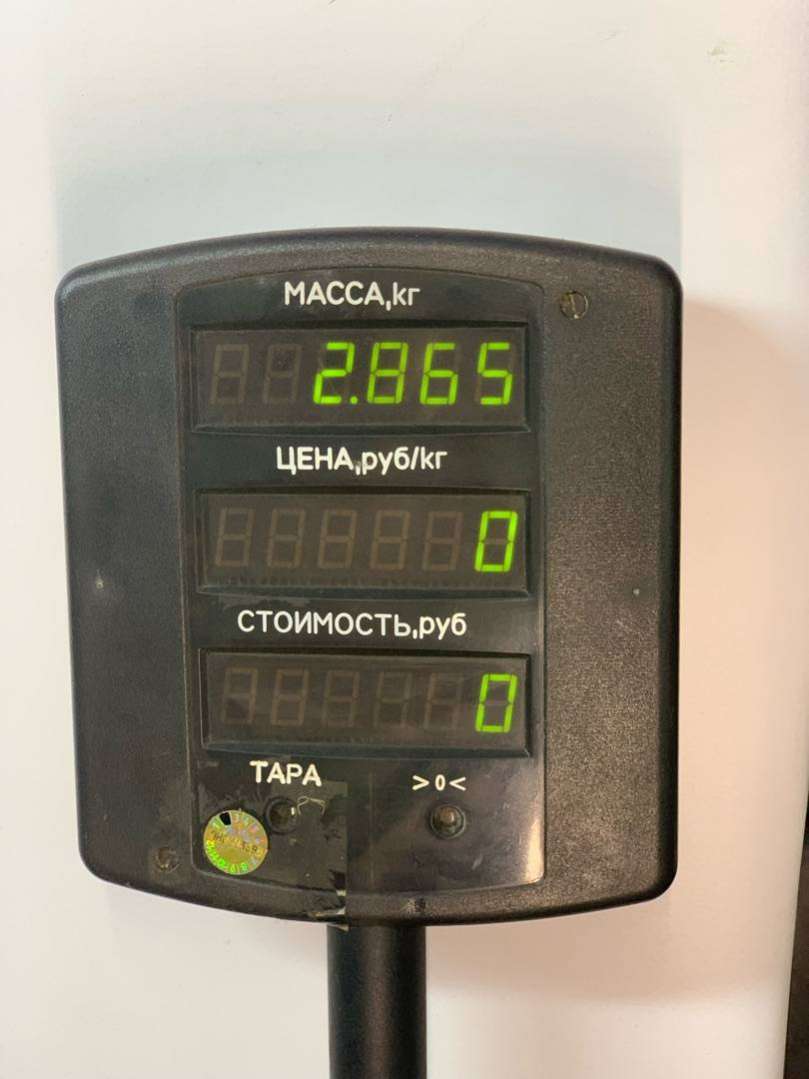 МАССА,кг
2.865
ЦЕНА,руб/кг
0
СТОИМОСТЬ,руб
0
ТАРА >0<